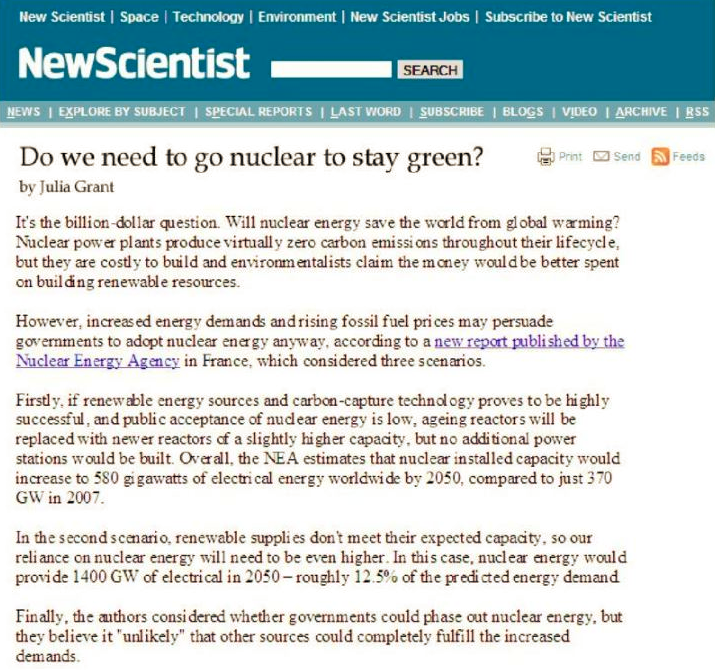 New Scientist | Space | Technology | Environment | New Scientist Jobs | Subscribe to New Scientist
NewScientist SEARCH
NEWS | EXPLORE BY SUBJECT | SPECIAL REPORTS | LAST WORD | SUBSCRIBE | BLOGS | VIDEO | ARCHIVE | RSS
Do we need to go nuclear to stay green? Print Send Feeds
by Julia Grant
It's the billion-dollar question. Will nuclear energy save the world from global warming?
Nuclear power plants produce virtually zero carbon emissions throughout their lifecycle,
but they are costly to build and environmentalists claim the money would be better spent
on building renewable resources.
However, increased energy demands and rising fossil fuel prices may persuade
governments to adopt nuclear energy anyway, according to a new report published by the
Nuclear Energy Agency in France, which considered three scenarios.
Firstly, if renewable energy sources and carbon-capture technology proves to be highly
successful, and public acceptance of nuclear energy is low, ageing reactors will be
replaced with newer reactors of a slightly higher capacity, but no additional power
stations would be built. Overall, the NEA estimates that nuclear installed capacity would
increase to 580 gigawatts of electrical energy worldwide by 2050, compared to just 370
GW in 2007.
In the second scenario, renewable supplies don't meet their expected capacity, so our
reliance on nuclear energy will need to be even higher. In this case, nuclear energy would
provide 1400 GW of electrical in 2050 – roughly 12.5% of the predicted energy demand
Finally, the authors considered whether governments could phase out nuclear energy, but
they believe it "unlikely" that other sources could completely fulfill the increased
demands.